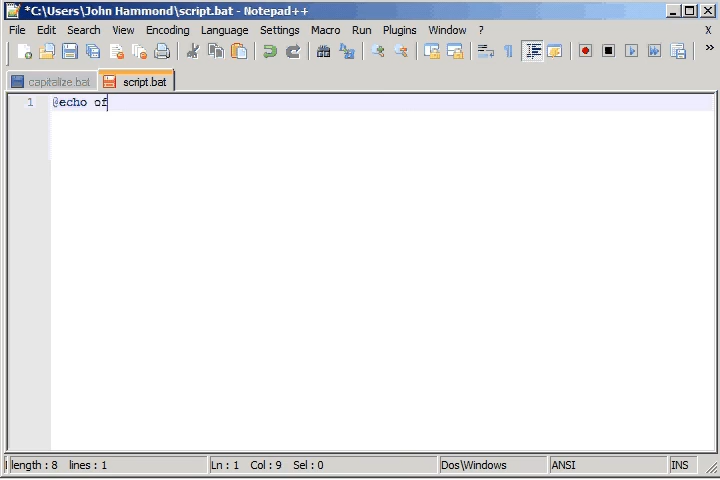 *C:\Users\John Hammond\script.bat - Notepad++
File Edit Search View Encoding Language Settings Macro Run Plugins Window ? X
capitalize.bat script.bat
1 @echo of
length : 8 lines : 1 Ln : 1 Col : 9 Sel : 0 Dos\Windows ANSI INS